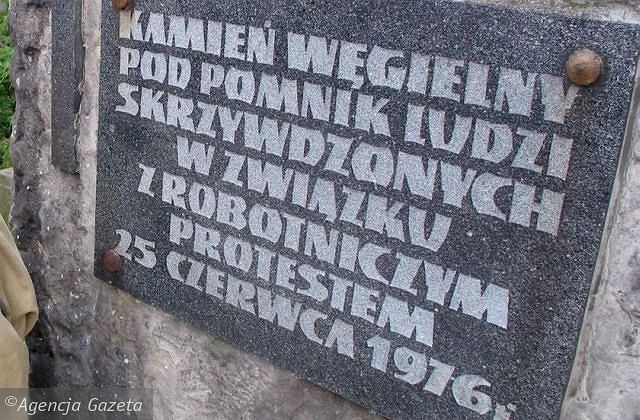 KAMIEŃ WĘGIELNY
POD POMNIK LUDZI
SKRZYWDZONYCH
W ZWIĄZKU
Z ROBOTNICZYM
PROTESTEM
25 CZERWCA 1976r.
©Agencja Gazeta